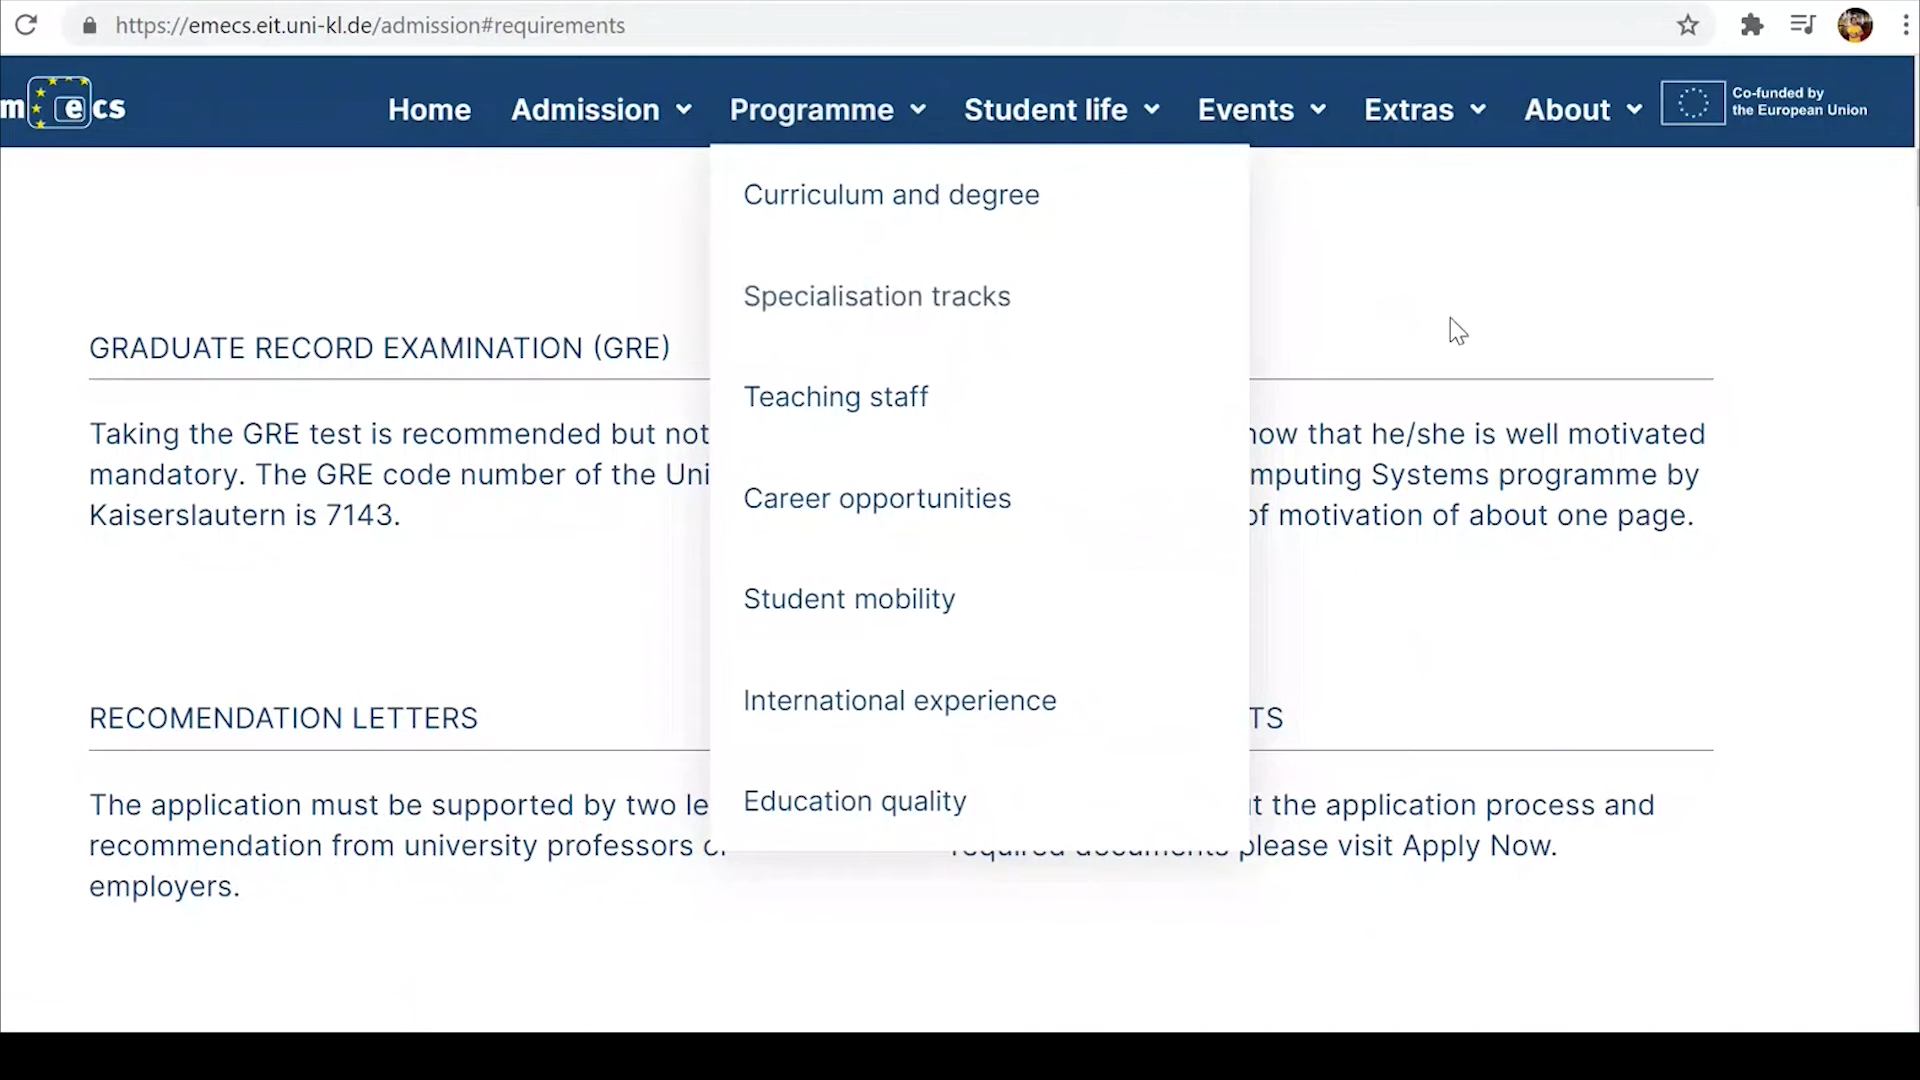 https://emecs.eit.uni-kl.de/admission#requirements
m e cs
Home Admission Programme Student life Events Extras About
Co-funded by
the European Union
Curriculum and degree
Specialisation tracks
Teaching staff
Career opportunities
Student mobility
International experience
Education quality
GRADUATE RECORD EXAMINATION (GRE)
Taking the GRE test is recommended but not
mandatory. The GRE code number of the Uni
Kaiserslautern is 7143.
how that he/she is well motivated
mputing Systems programme by
of motivation of about one page.
RECOMENDATION LETTERS
The application must be supported by two le
recommendation from university professors or
employers.
TS
t the application process and
required documents please visit Apply Now.